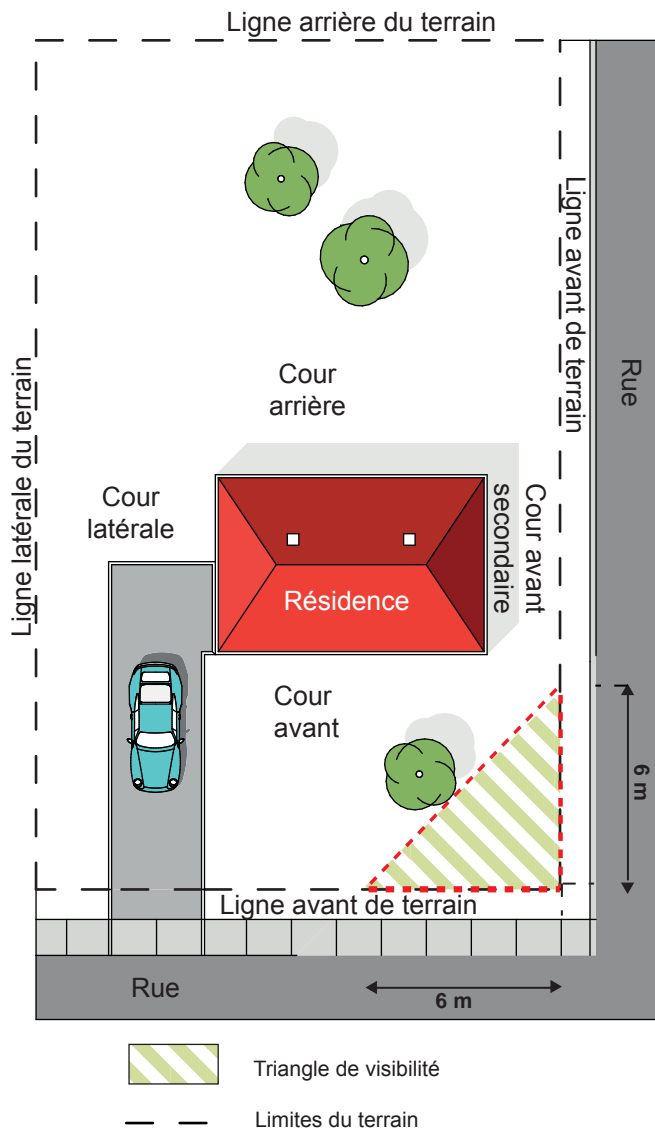 Ligne arrière du terrain
Ligne avant de terrain
Rue
Ligne latérale du terrain
Cour
arrière
Cour
latérale
Cour avant
secondaire
Résidence
Cour
avant
6 m
Ligne avant de terrain
Rue
6 m
Triangle de visibilité
Limites du terrain